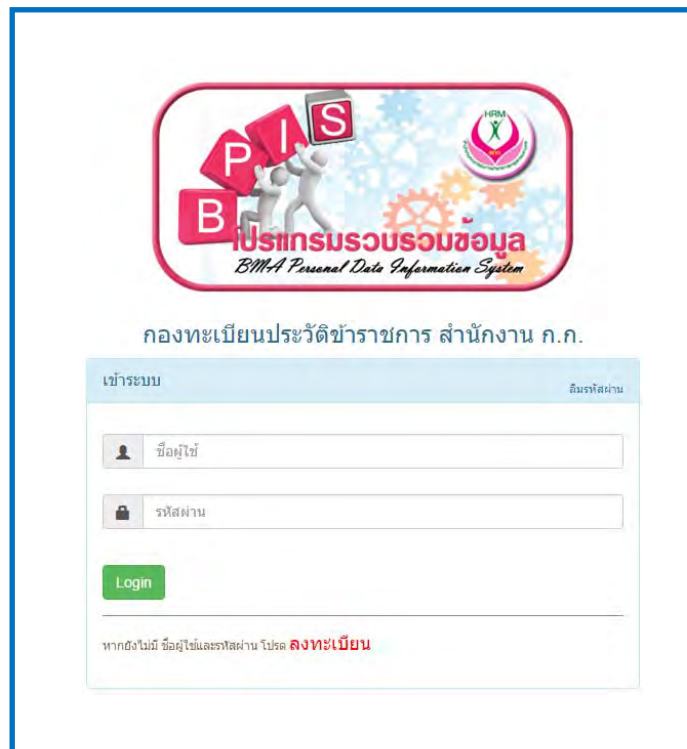 B P I S
HRM
โปรแกรมรวบรวมข้อมูล
BMA Personal Data Information System
กองทะเบียนประวัติข้าราชการ สำนักงาน ก.ก.
เข้าระบบ
ลืมรหัสผ่าน
ชื่อผู้ใช้
รหัสผ่าน
Login
หากยังไม่มี ชื่อผู้ใช้และรหัสผ่าน โปรด ลงทะเบียน